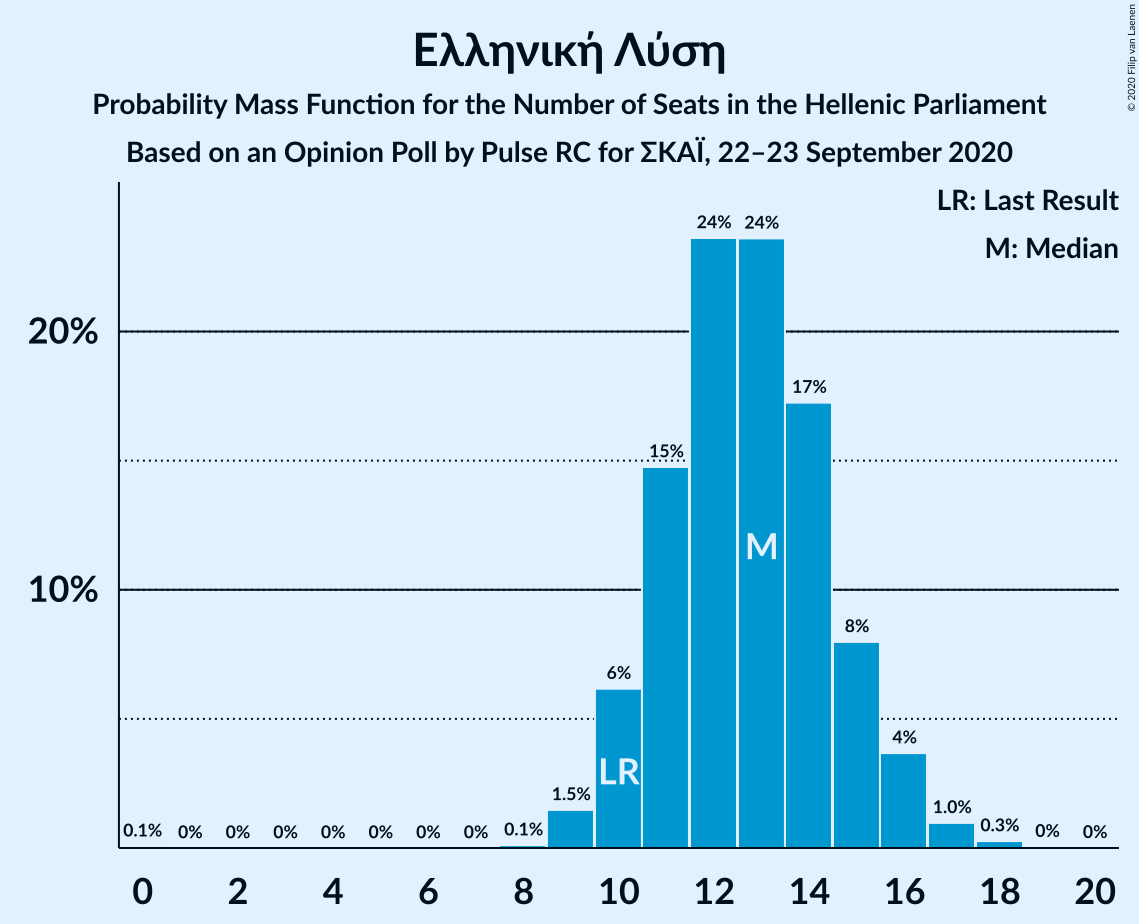 Ελληνική Λύση
Probability Mass Function for the Number of Seats in the Hellenic Parliament
Based on an Opinion Poll by Pulse RC for ΣΚΑΪ, 22–23 September 2020
© 2020 Filip van Laenen
LR: Last Result
M: Median
24% 24%
20%
17%
15%
M
10%
8%
6%
LR
4%
1.5%
1.0%
0.1% 0% 0% 0% 0% 0% 0% 0% 0.1% 0.3% 0% 0%
0 2 4 6 8 10 12 14 16 18 20